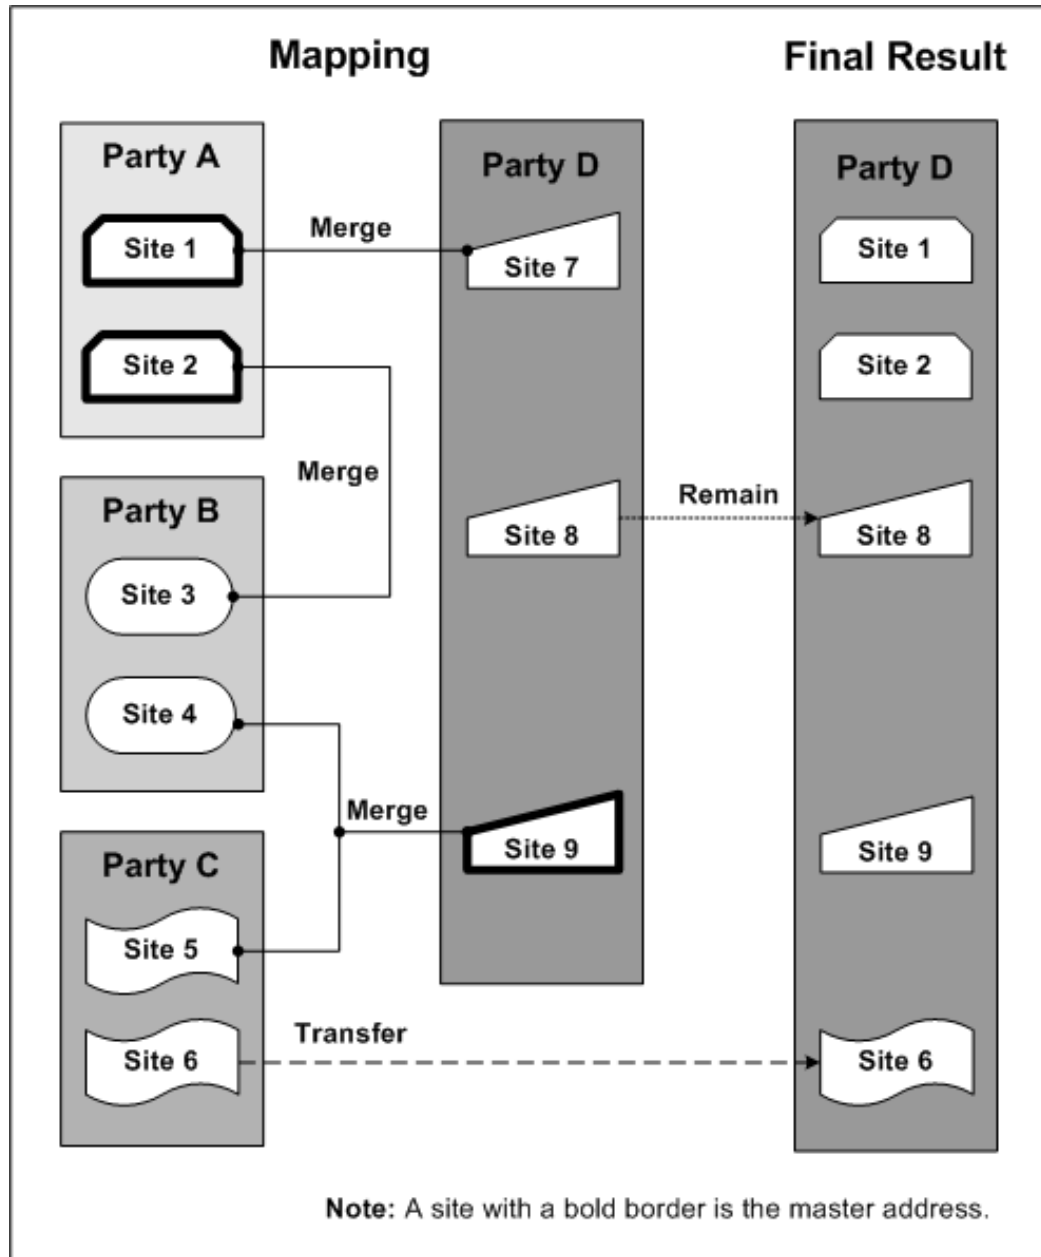 Mapping
Final Result
Party A
Site 1
Site 2
Merge
Merge
Party B
Site 3
Site 4
Merge
Party C
Site 5
Site 6
Transfer
Party D
Site 7
Site 8
Site 9
Remain
Party D
Site 1
Site 2
Site 8
Site 9
Site 6
Note: A site with a bold border is the master address.